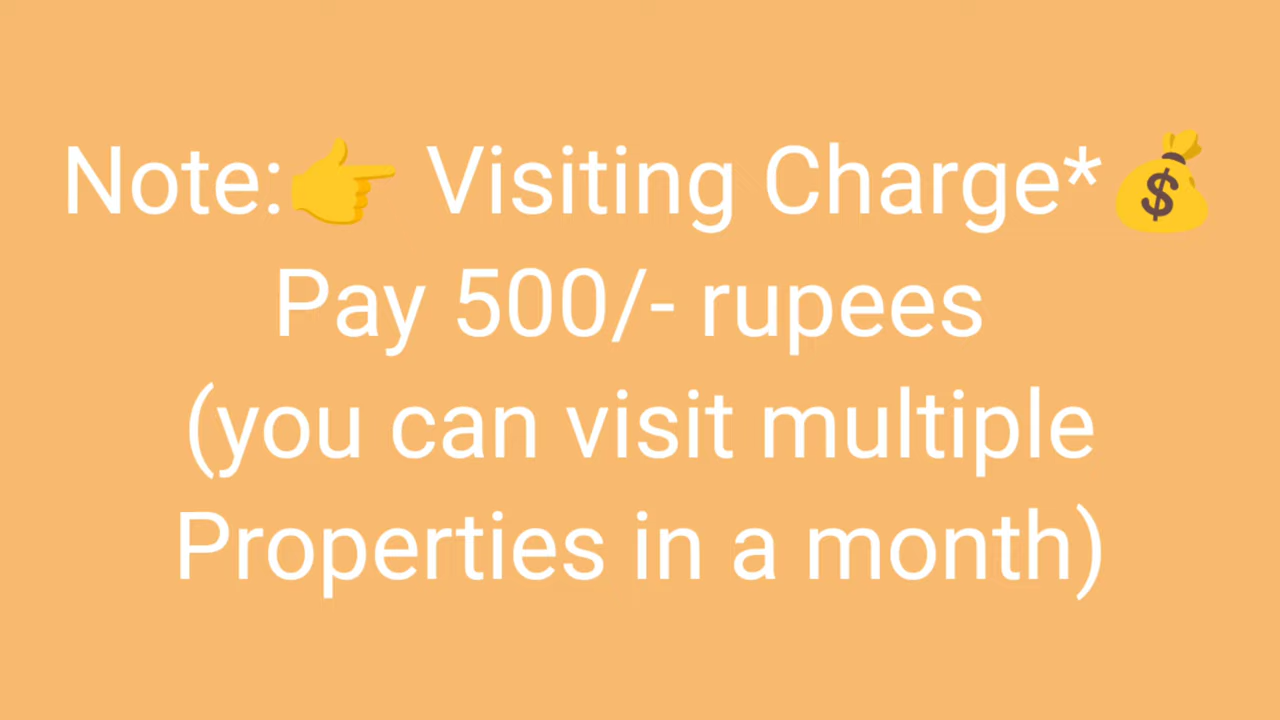 Note:👉 Visiting Charge*💰
Pay 500/- rupees
(you can visit multiple
Properties in a month)